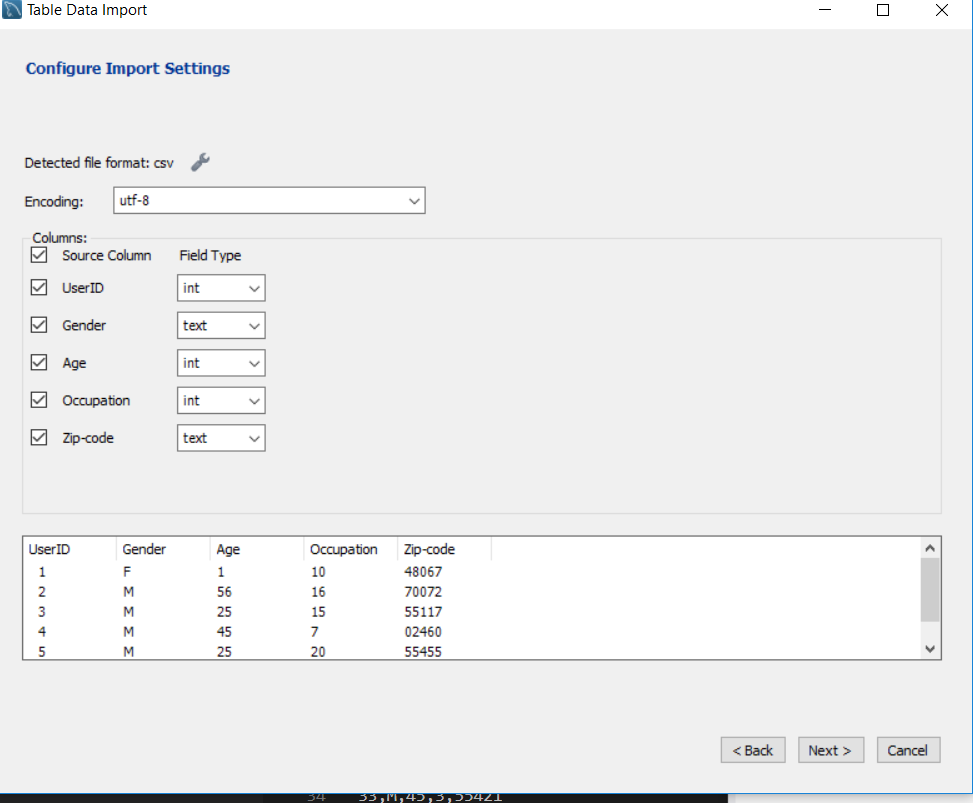 Table Data Import
Configure Import Settings
Detected file format: csv
Encoding: utf-8
Columns:
Source Column Field Type
UserID int
Gender text
Age int
Occupation int
Zip-code text
UserID Gender Age Occupation Zip-code
1 F 1 10 48067
2 M 56 16 70072
3 M 25 15 55117
4 M 45 7 02460
5 M 25 20 55455
< Back Next > Cancel
34 33,M,45,3,55421